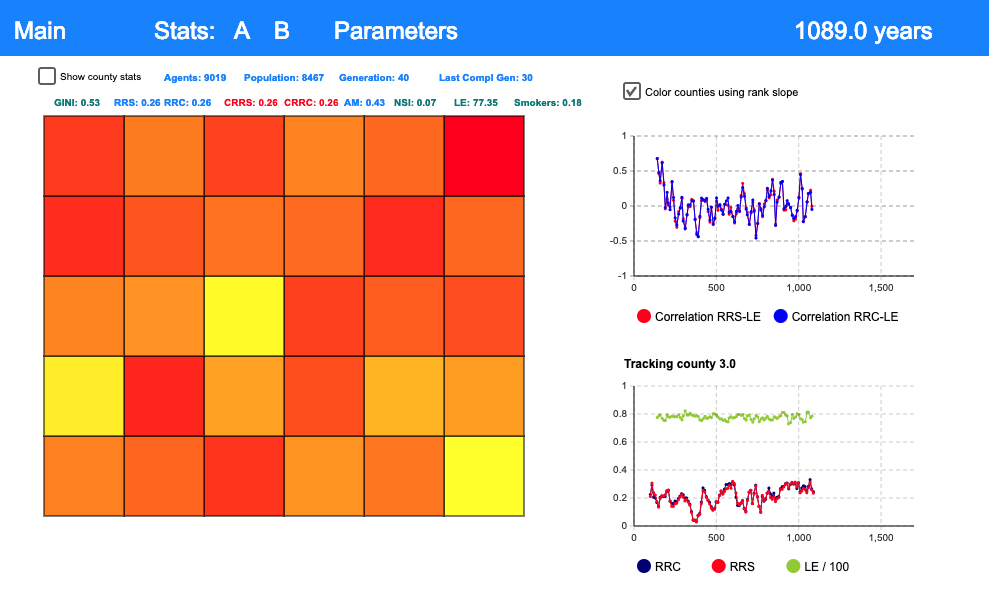 Main Stats: A B Parameters 1089.0 years
Show county stats Agents: 9019 Population: 8467 Generation: 40 Last Compl Gen: 30
GINI: 0.53 RRS: 0.26 RRC: 0.26 CRRS: 0.26 CRRC: 0.26 AM: 0.43 NSI: 0.07 LE: 77.35 Smokers: 0.18
Color counties using rank slope
1
0.5
0
-0.5
-1
0 500 1,000 1,500
Correlation RRS-LE Correlation RRC-LE
Tracking county 3.0
1
0.8
0.6
0.4
0.2
0
0 500 1,000 1,500
RRC RRS LE / 100